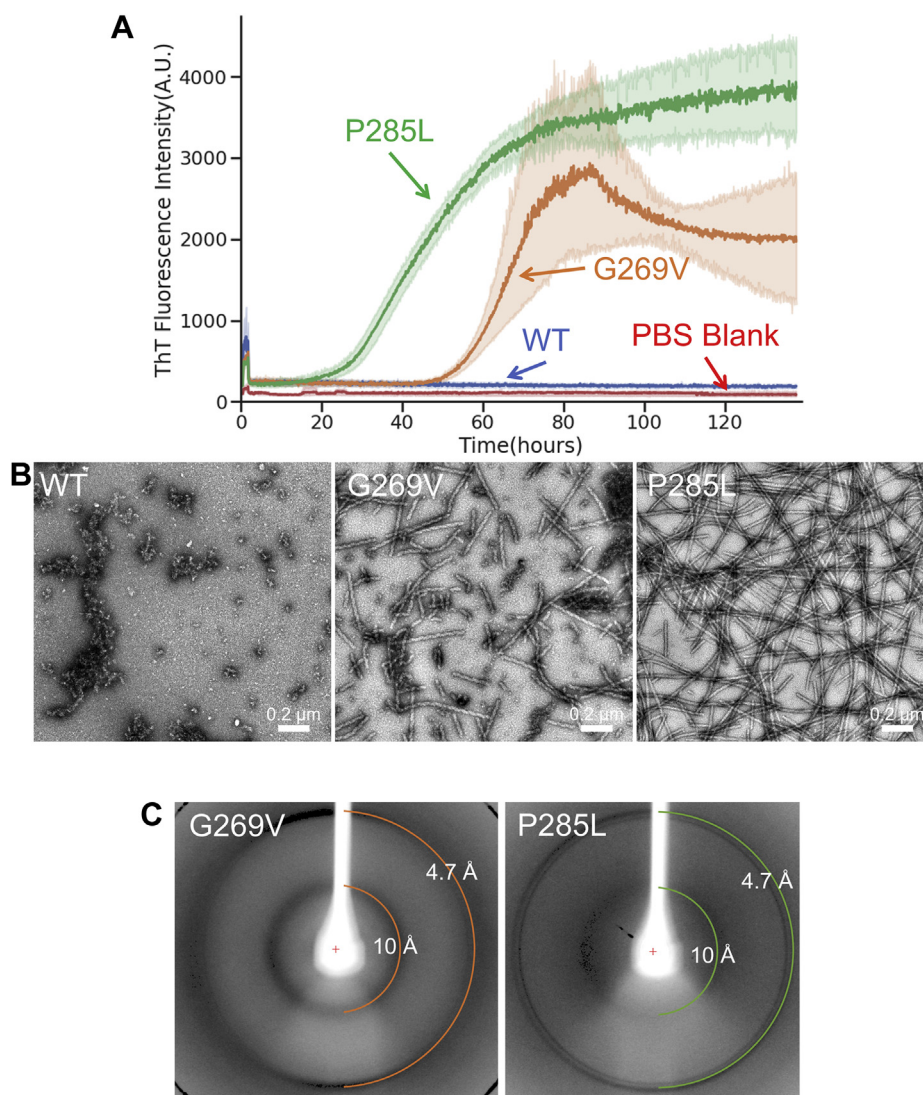 A
ThT Fluorescence Intensity(A.U.)
4000
3000
2000
1000
0
P285L
G269V
WT
PBS Blank
0 20 40 60 80 100 120
Time(hours)
B
WT
G269V
P285L
0.2 µm
0.2 µm
0.2 µm
C
G269V
P285L
4.7 Å
4.7 Å
10 Å
10 Å